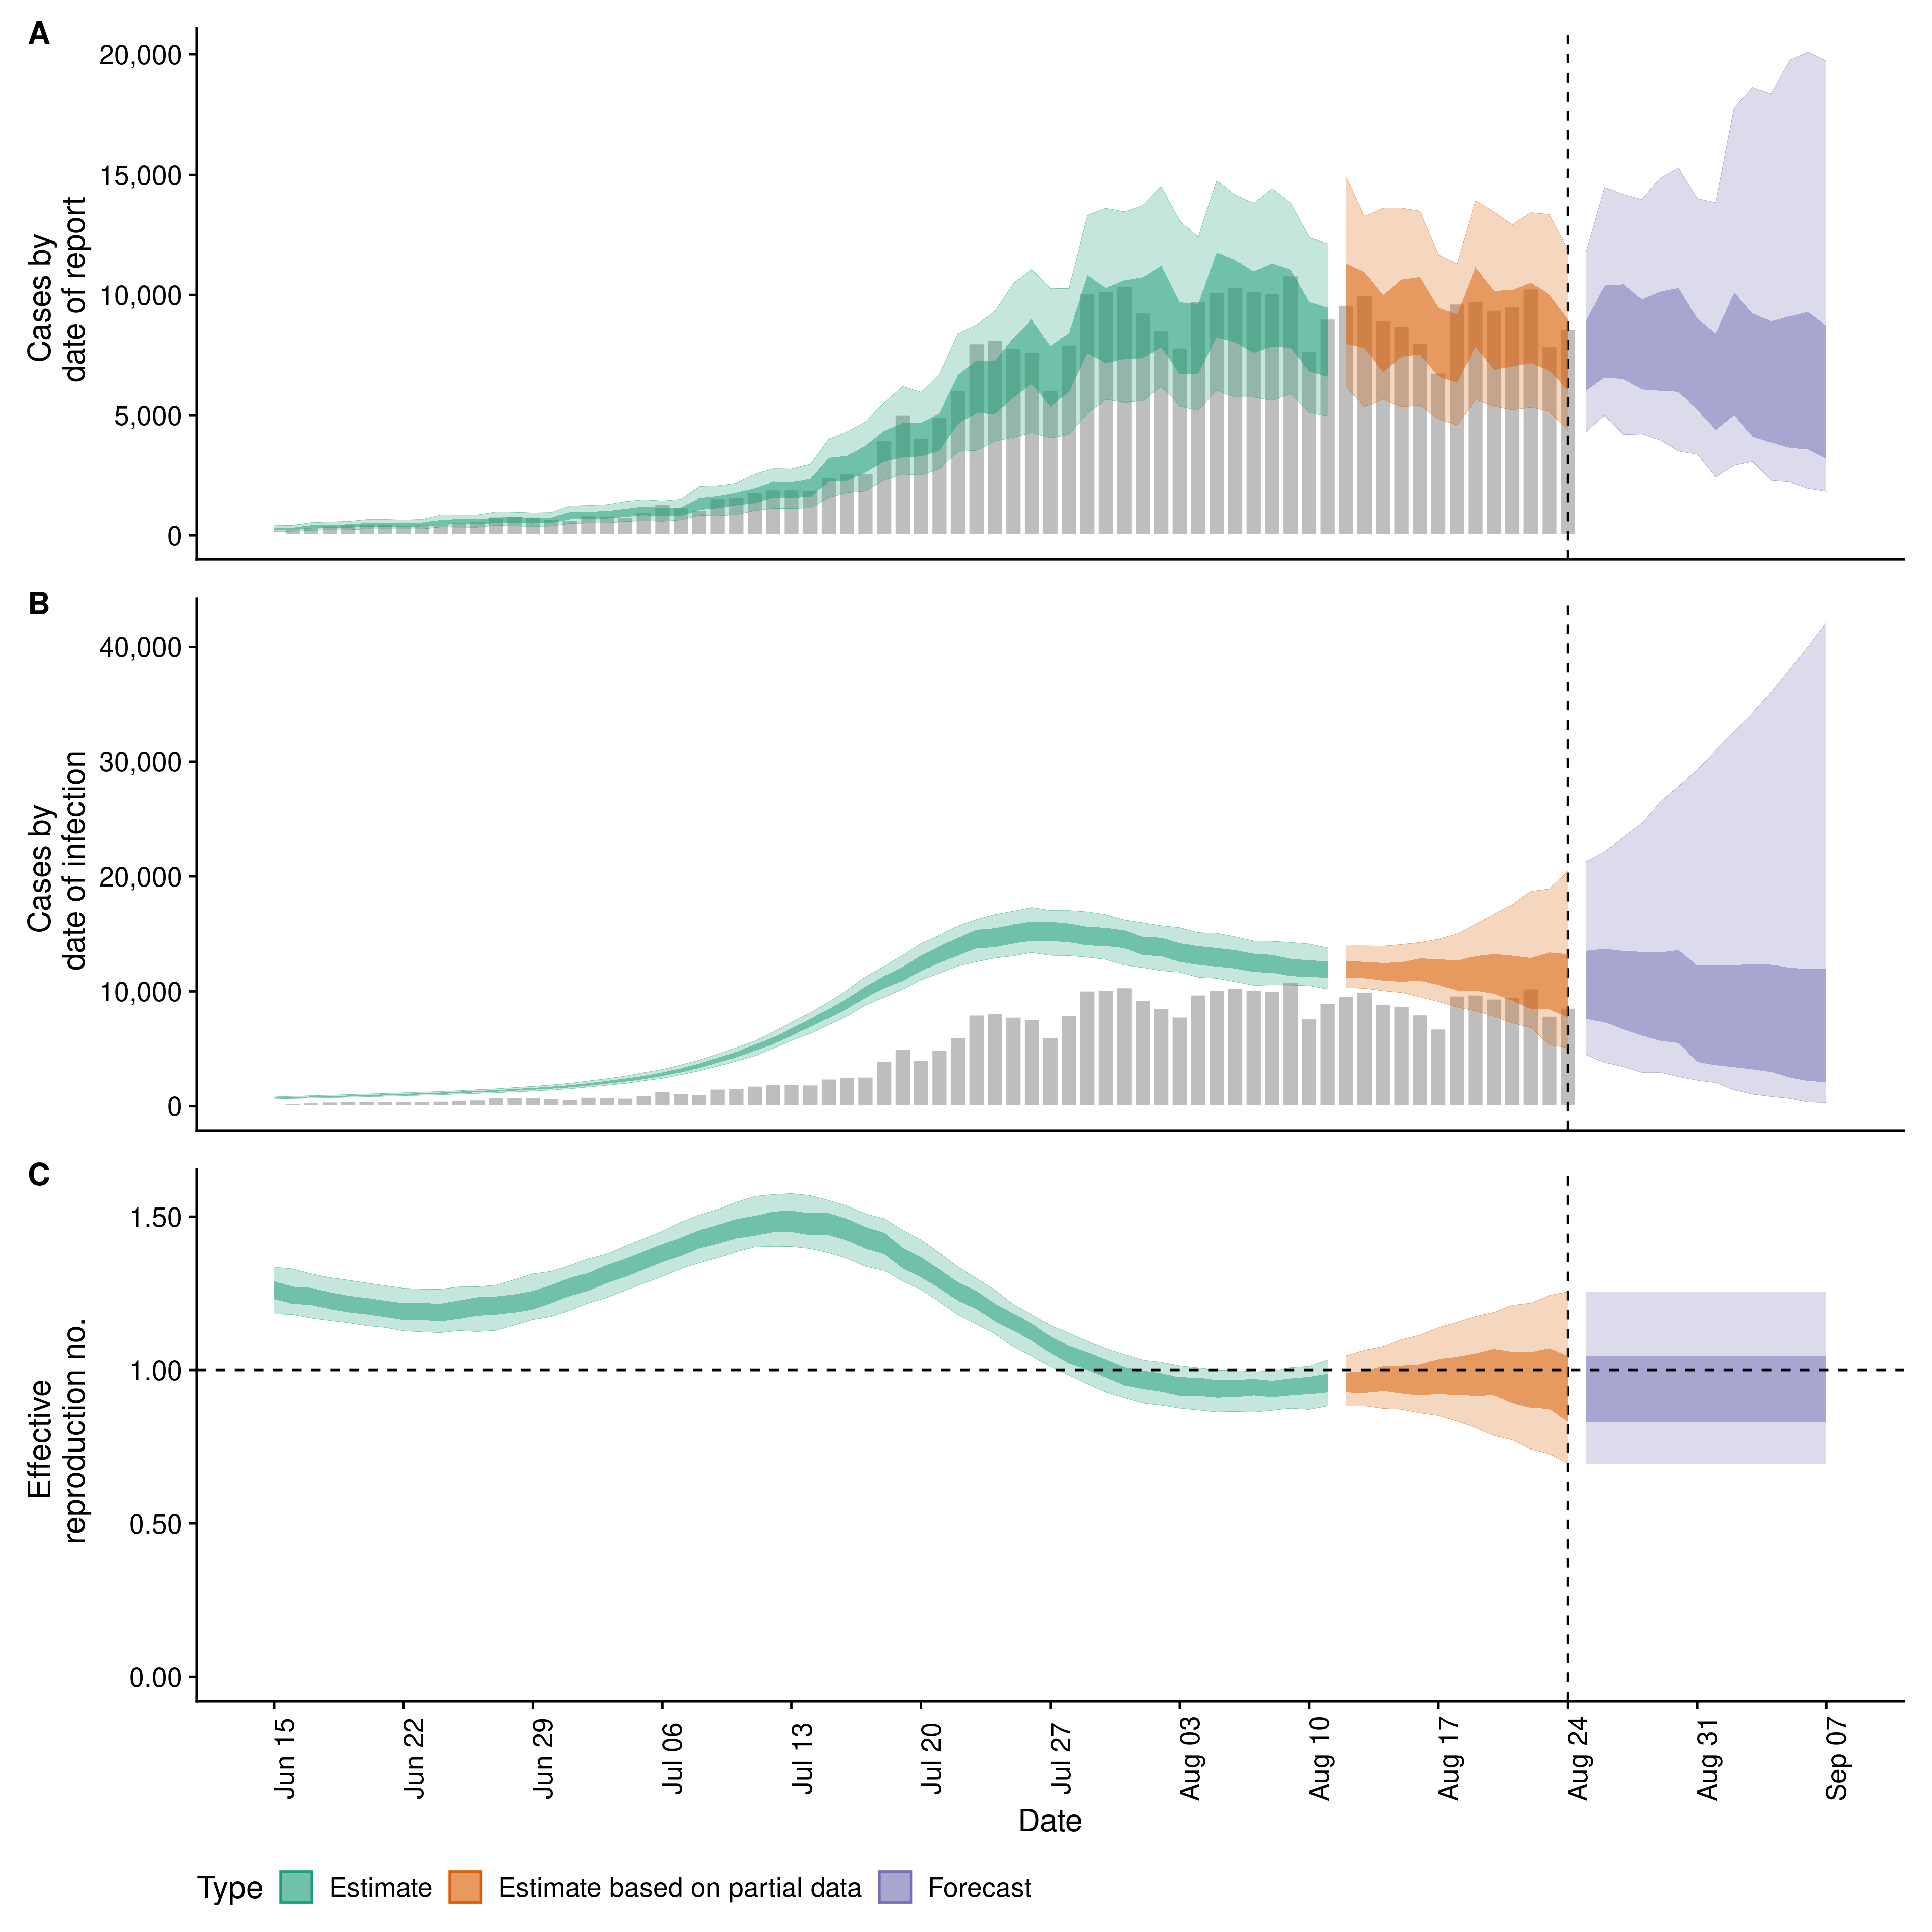 A
20,000
15,000
10,000
5,000
0
Cases by
date of report
B
40,000
30,000
20,000
10,000
0
Cases by
date of infection
C
1.50
1.00
0.50
0.00
Effective
reproduction no.
Jun 15
Jun 22
Jun 29
Jul 06
Jul 13
Jul 20
Jul 27
Aug 03
Aug 10
Aug 17
Aug 24
Aug 31
Sep 07
Date
Type Estimate Estimate based on partial data Forecast